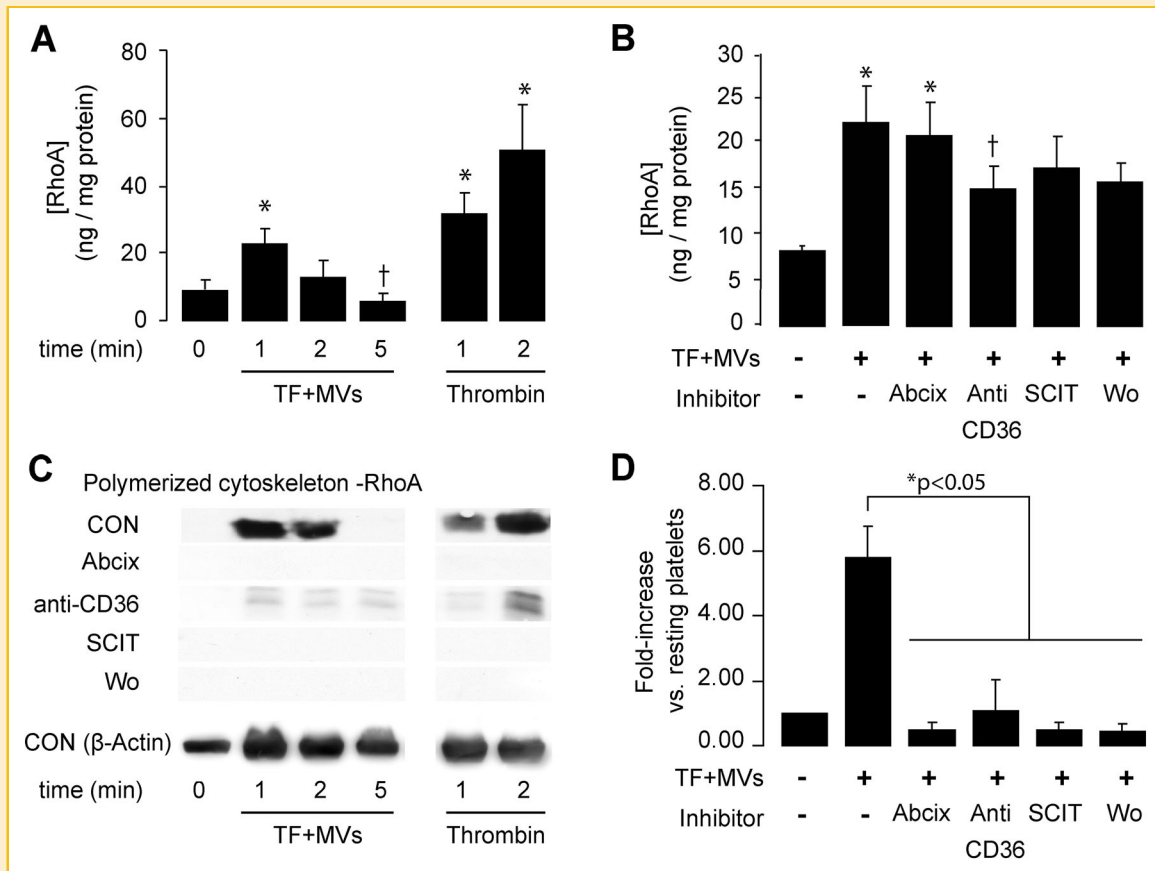 A
[RhoA]
(ng / mg protein)
80
60
40
20
0
*
†
*
*
time (min) 0 1 2 5 1 2
TF+MVs Thrombin
B
[RhoA]
(ng / mg protein)
30
25
20
15
10
5
0
*
*
†
TF+MVs - + + + + +
Inhibitor - - Abcix Anti SCIT Wo
CD36
C
Polymerized cytoskeleton -RhoA
CON
Abcix
anti-CD36
SCIT
Wo
CON (β-Actin)
time (min) 0 1 2 5 1 2
TF+MVs Thrombin
D
Fold-increase
vs. resting platelets
8.00
6.00
4.00
2.00
0.00
*p<0.05
TF+MVs - + + + + +
Inhibitor - - Abcix Anti SCIT Wo
CD36